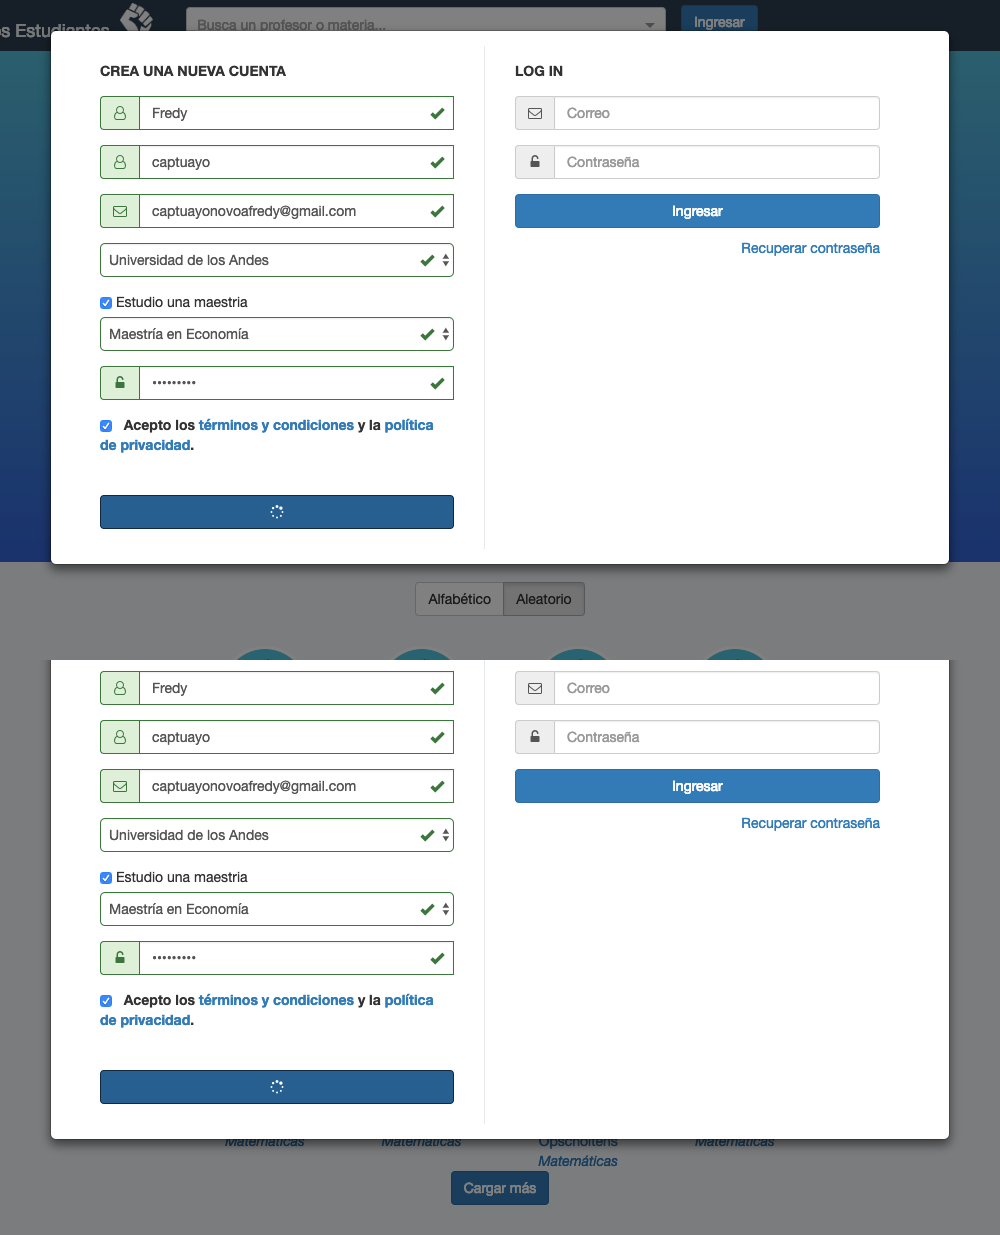 s Estudiantes
Busca un profesor o materia...
Ingresar
CREA UNA NUEVA CUENTA
LOG IN
Fredy
Correo
captuayo
Contraseña
captuayonovoafredy@gmail.com
Ingresar
Universidad de los Andes
Recuperar contraseña
Estudio una maestria
Maestría en Economía
•••••••••
Acepto los términos y condiciones y la política
de privacidad.
Alfabético
Aleatorio
Fredy
Correo
captuayo
Contraseña
captuayonovoafredy@gmail.com
Ingresar
Universidad de los Andes
Recuperar contraseña
Estudio una maestria
Maestría en Economía
•••••••••
Acepto los términos y condiciones y la política
de privacidad.
Matemáticas Matemáticas Opscholtens Matemáticas
Matemáticas
Cargar más